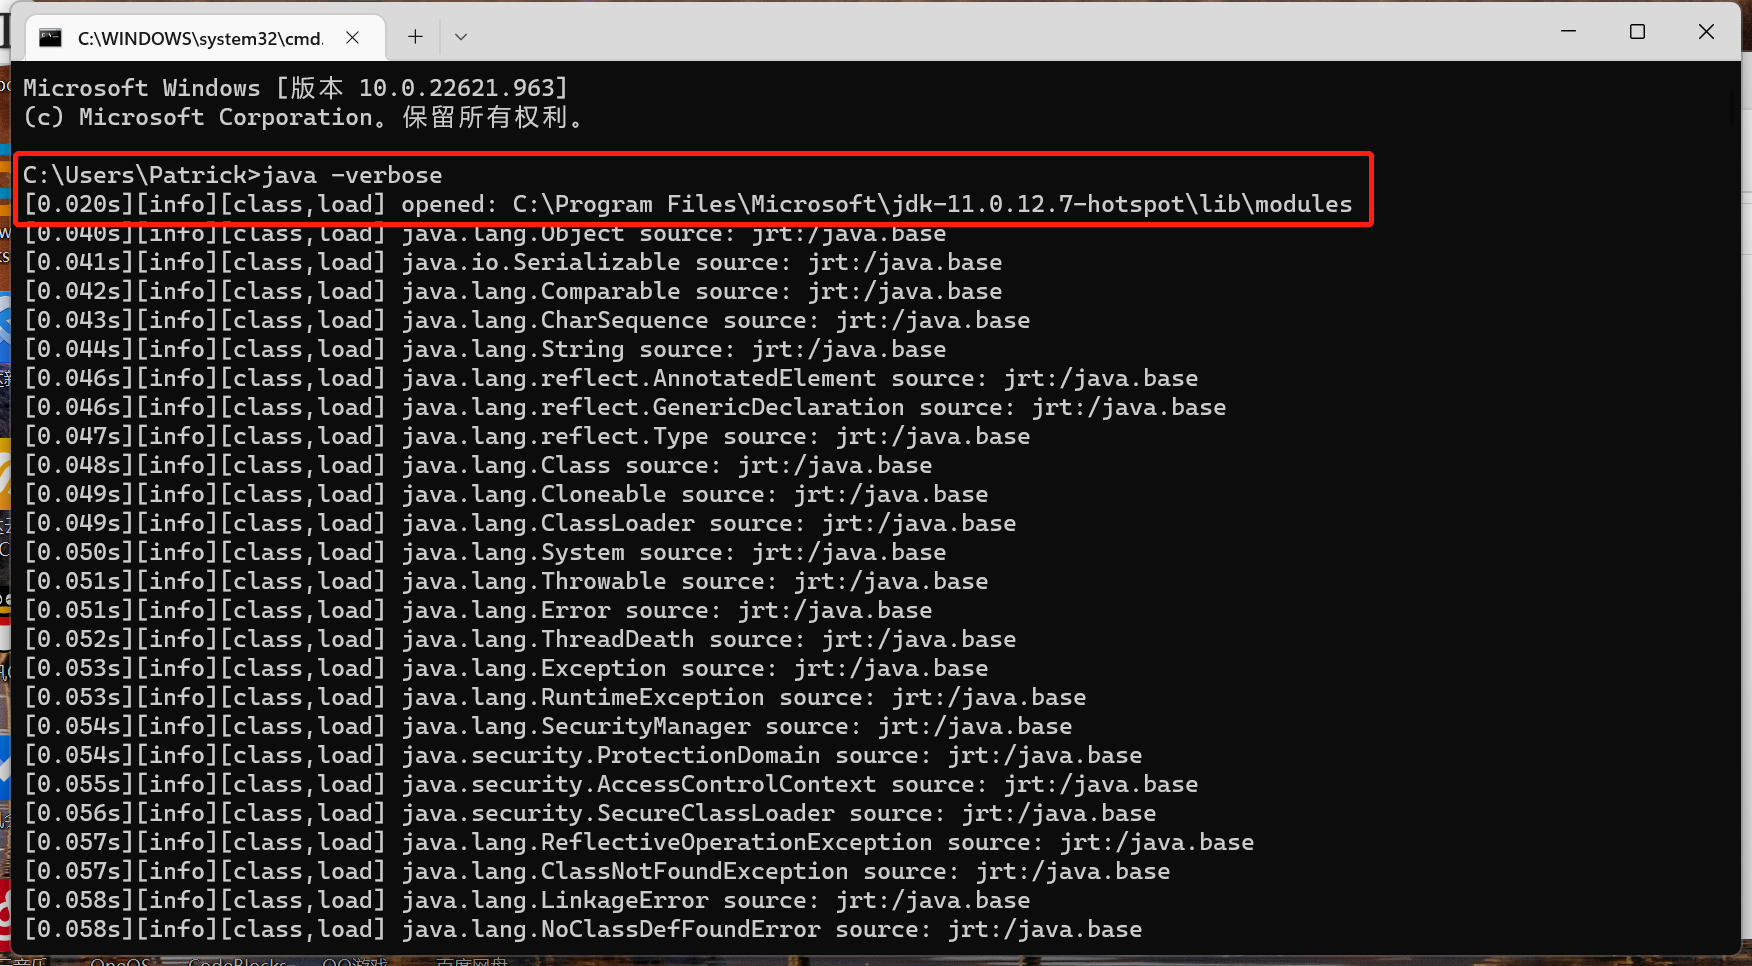 C:\WINDOWS\system32\cmd.
Microsoft Windows [版本 10.0.22621.963]
(c) Microsoft Corporation。保留所有权利。
C:\Users\Patrick>java -verbose
[0.020s][info][class,load] opened: C:\Program Files\Microsoft\jdk-11.0.12.7-hotspot\lib\modules
[0.040s][info][class,load] java.lang.Object source: jrt:/java.base
[0.041s][info][class,load] java.io.Serializable source: jrt:/java.base
[0.042s][info][class,load] java.lang.Comparable source: jrt:/java.base
[0.043s][info][class,load] java.lang.CharSequence source: jrt:/java.base
[0.044s][info][class,load] java.lang.String source: jrt:/java.base
[0.046s][info][class,load] java.lang.reflect.AnnotatedElement source: jrt:/java.base
[0.046s][info][class,load] java.lang.reflect.GenericDeclaration source: jrt:/java.base
[0.047s][info][class,load] java.lang.reflect.Type source: jrt:/java.base
[0.048s][info][class,load] java.lang.Class source: jrt:/java.base
[0.049s][info][class,load] java.lang.Cloneable source: jrt:/java.base
[0.049s][info][class,load] java.lang.ClassLoader source: jrt:/java.base
[0.050s][info][class,load] java.lang.System source: jrt:/java.base
[0.051s][info][class,load] java.lang.Throwable source: jrt:/java.base
[0.051s][info][class,load] java.lang.Error source: jrt:/java.base
[0.052s][info][class,load] java.lang.ThreadDeath source: jrt:/java.base
[0.053s][info][class,load] java.lang.Exception source: jrt:/java.base
[0.053s][info][class,load] java.lang.RuntimeException source: jrt:/java.base
[0.054s][info][class,load] java.lang.SecurityManager source: jrt:/java.base
[0.054s][info][class,load] java.security.ProtectionDomain source: jrt:/java.base
[0.055s][info][class,load] java.security.AccessControlContext source: jrt:/java.base
[0.056s][info][class,load] java.security.SecureClassLoader source: jrt:/java.base
[0.057s][info][class,load] java.lang.ReflectiveOperationException source: jrt:/java.base
[0.057s][info][class,load] java.lang.ClassNotFoundException source: jrt:/java.base
[0.058s][info][class,load] java.lang.LinkageError source: jrt:/java.base
[0.058s][info][class,load] java.lang.NoClassDefFoundError source: jrt:/java.base
CodeBlocks QQ游戏 百度网盘